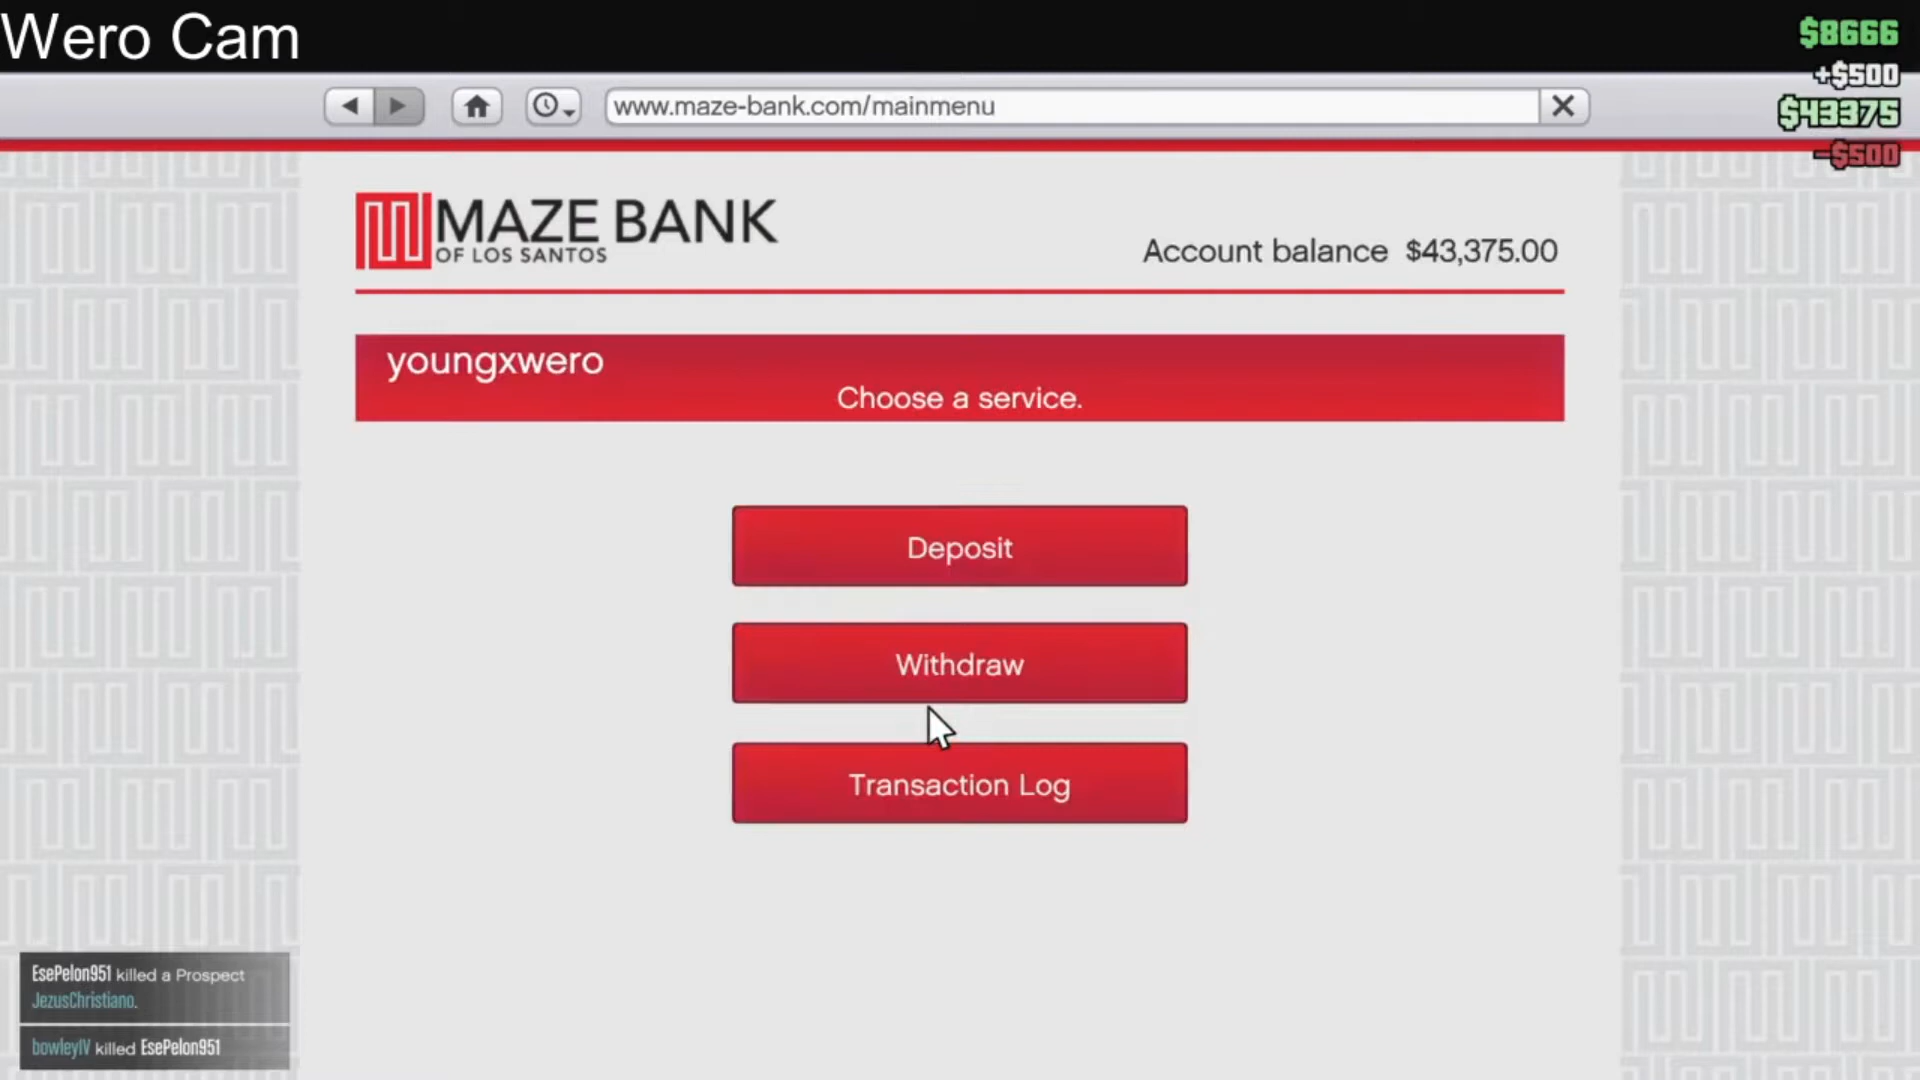 Wero Cam
$8666
+$500
$43375
-$500
www.maze-bank.com/mainmenu
MAZE BANK
OF LOS SANTOS
Account balance $43,375.00
youngxwero
Choose a service.
Deposit
Withdraw
Transaction Log
EsePelon951 killed a Prospect
JezusChristiano.
bowleyIV killed EsePelon951